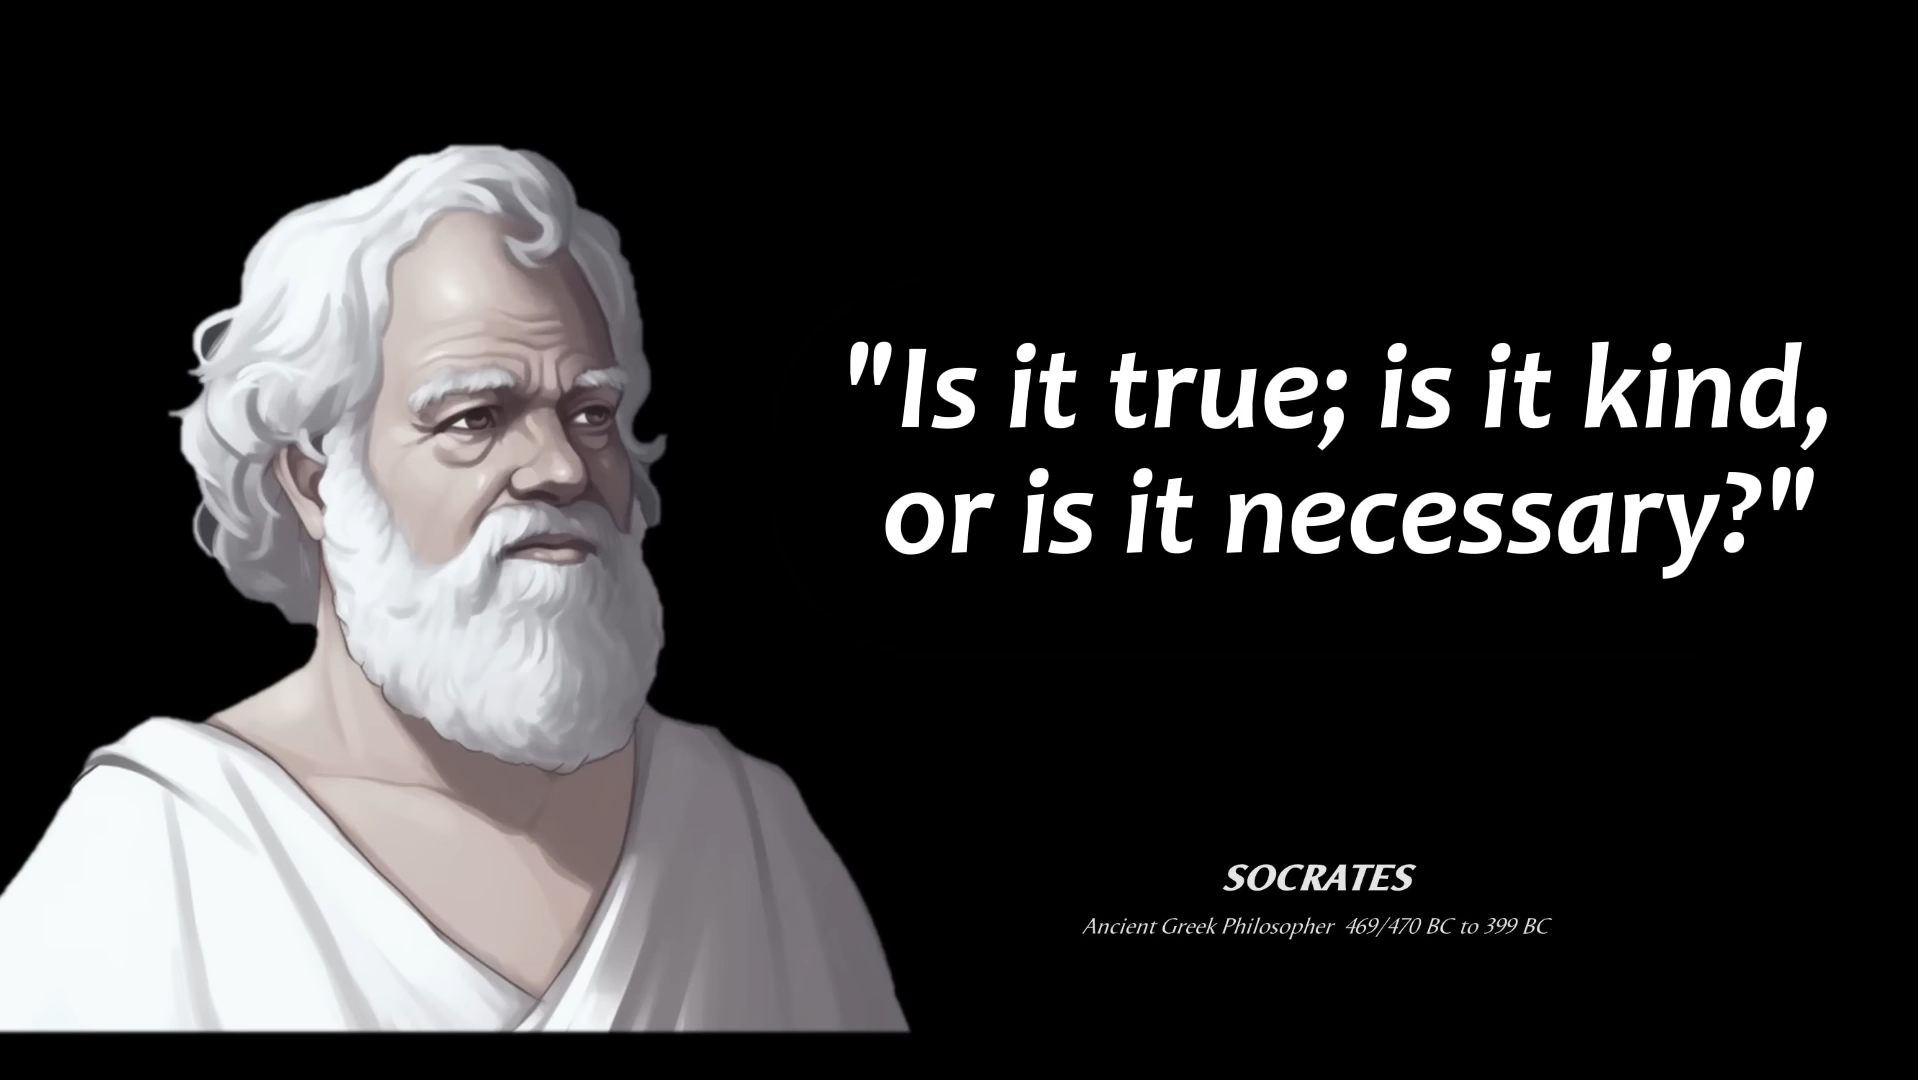 "Is it true; is it kind,
or is it necessary?"
SOCRATES
Ancient Greek Philosopher 469/470 BC to 399 BC